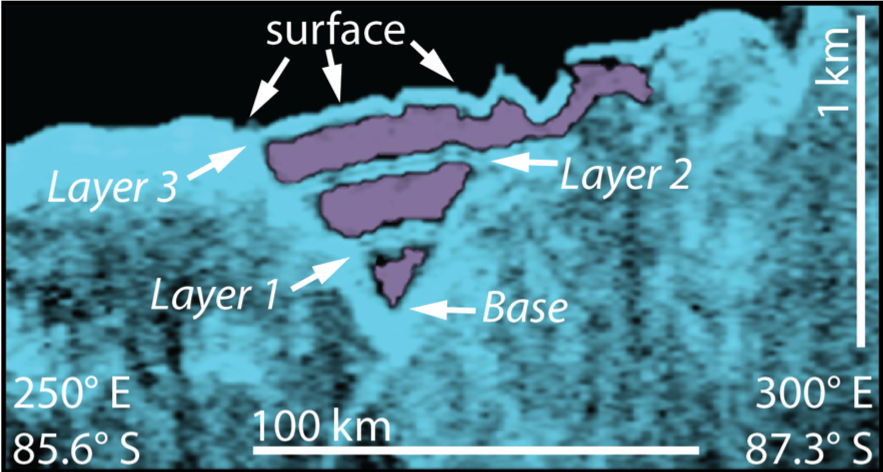 surface
1 km
Layer 3
Layer 2
Layer 1
Base
250° E
85.6° S
100 km
300° E
87.3° S